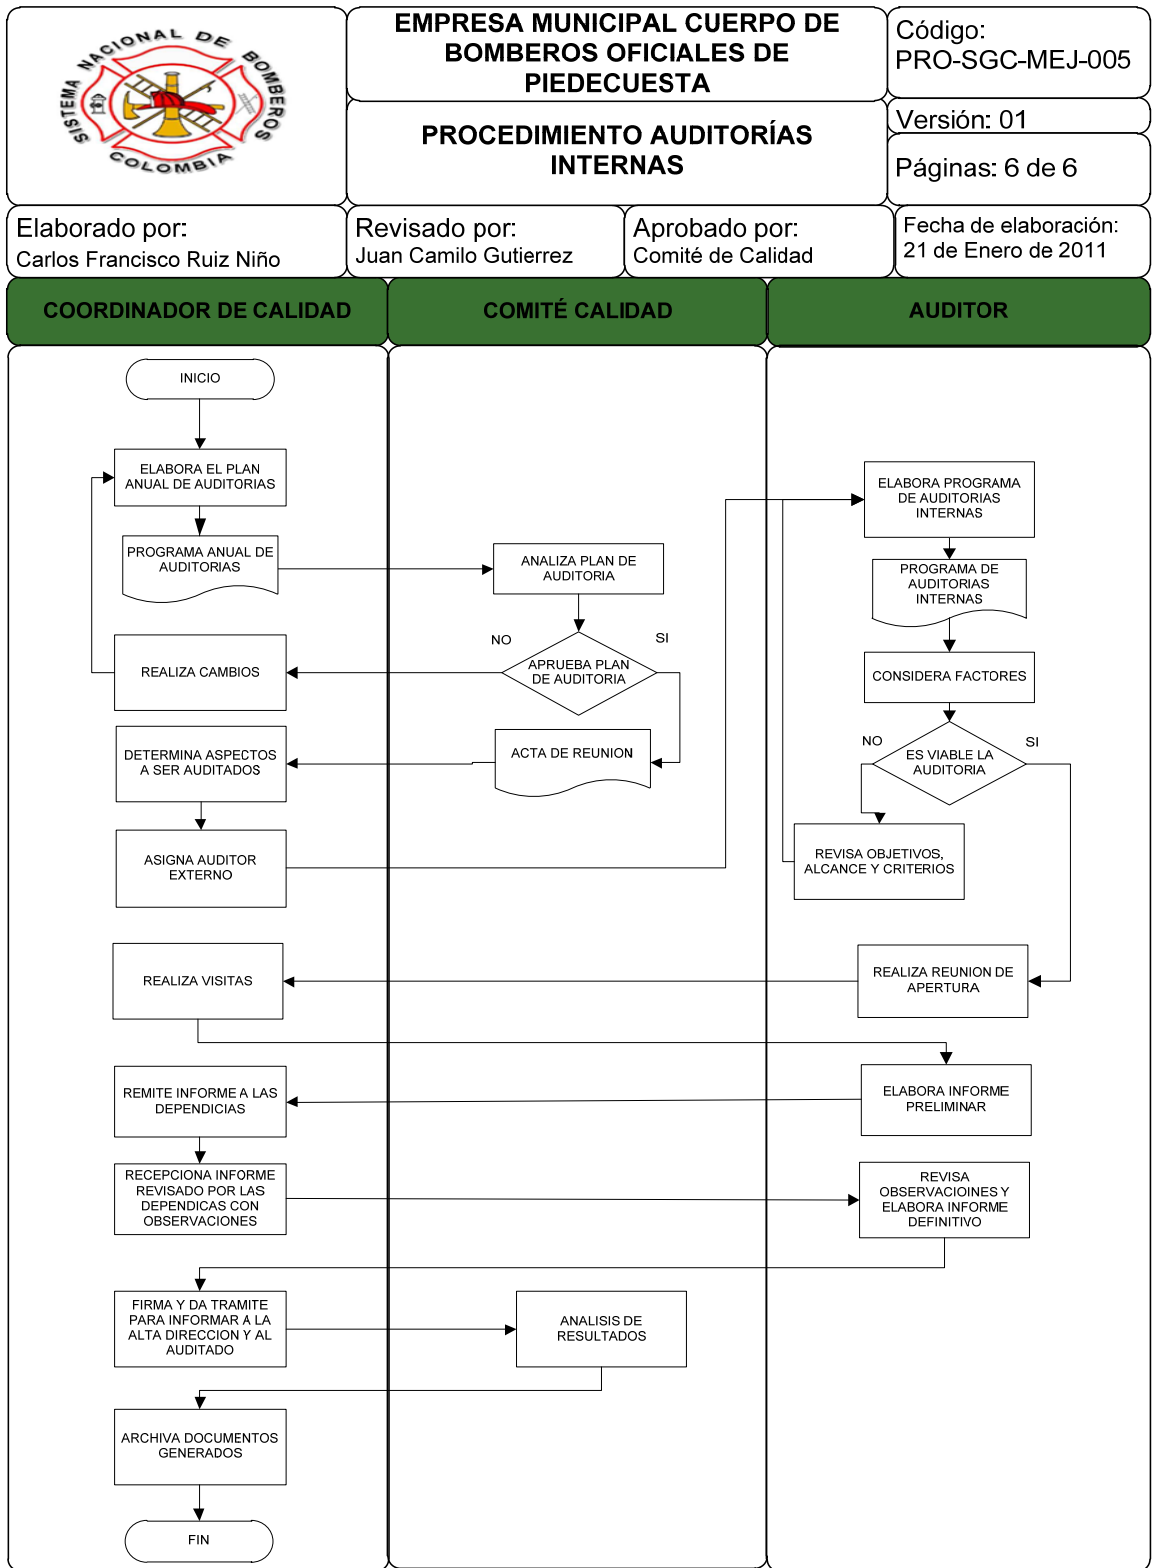 SISTEMA NACIONAL DE BOMBEROS
COLOMBIA
EMPRESA MUNICIPAL CUERPO DE
BOMBEROS OFICIALES DE
PIEDECUESTA
PROCEDIMIENTO AUDITORÍAS
INTERNAS
Código:
PRO-SGC-MEJ-005
Versión: 01
Páginas: 6 de 6
Elaborado por:
Carlos Francisco Ruiz Niño
Revisado por:
Juan Camilo Gutierrez
Aprobado por:
Comité de Calidad
Fecha de elaboración:
21 de Enero de 2011
COORDINADOR DE CALIDAD
COMITÉ CALIDAD
AUDITOR
INICIO
ELABORA EL PLAN
ANUAL DE AUDITORIAS
PROGRAMA ANUAL DE
AUDITORIAS
ANALIZA PLAN DE
AUDITORIA
NO
SI
APRUEBA PLAN
DE AUDITORIA
REALIZA CAMBIOS
ACTA DE REUNION
DETERMINA ASPECTOS
A SER AUDITADOS
ASIGNA AUDITOR
EXTERNO
ELABORA PROGRAMA
DE AUDITORIAS
INTERNAS
PROGRAMA DE
AUDITORIAS
INTERNAS
CONSIDERA FACTORES
NO
SI
ES VIABLE LA
AUDITORIA
REVISA OBJETIVOS,
ALCANCE Y CRITERIOS
REALIZA REUNION DE
APERTURA
REALIZA VISITAS
ELABORA INFORME
PRELIMINAR
REMITE INFORME A LAS
DEPENDICIAS
RECEPCIONA INFORME
REVISADO POR LAS
DEPENDICAS CON
OBSERVACIONES
REVISA
OBSERVACIOINES Y
ELABORA INFORME
DEFINITIVO
FIRMA Y DA TRAMITE
PARA INFORMAR A LA
ALTA DIRECCION Y AL
AUDITADO
ANALISIS DE
RESULTADOS
ARCHIVA DOCUMENTOS
GENERADOS
FIN